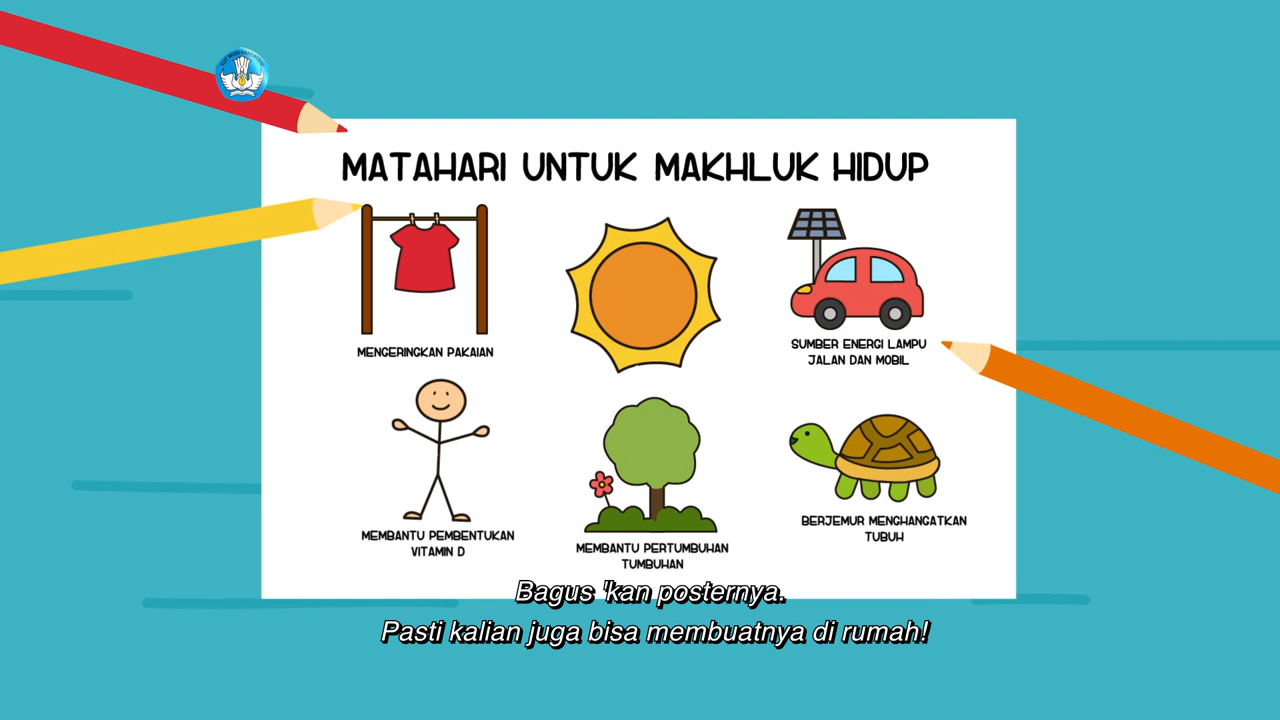 MATAHARI UNTUK MAKHLUK HIDUP
MENGERINGKAN PAKAIAN
SUMBER ENERGI LAMPU
JALAN DAN MOBIL
MEMBANTU PEMBENTUKAN
VITAMIN D
MEMBANTU PERTUMBUHAN
TUMBUHAN
BERJEMUR MENGHANGATKAN
TUBUH
Bagus 'kan posternya.
Pasti kalian juga bisa membuatnya di rumah!